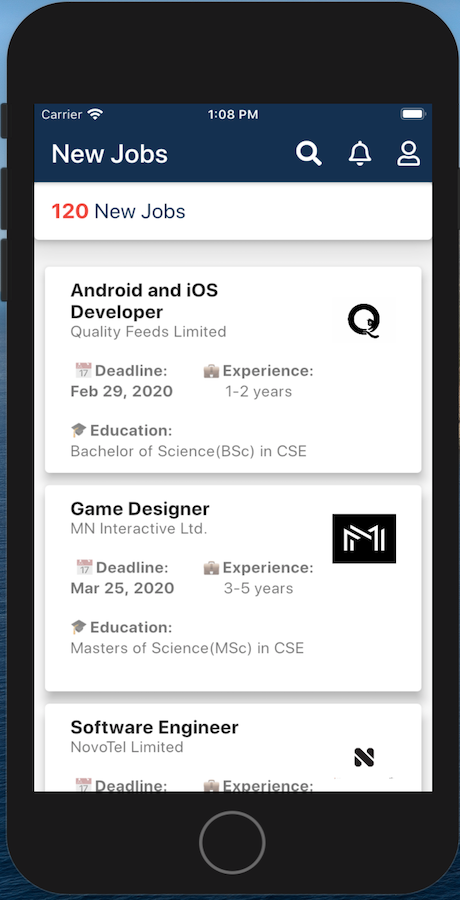 Carrier 1:08 PM
New Jobs
120 New Jobs
Android and iOS
Developer
Quality Feeds Limited
Deadline: Experience:
Feb 29, 2020 1-2 years
Education:
Bachelor of Science(BSc) in CSE
Game Designer
MN Interactive Ltd.
Deadline: Experience:
Mar 25, 2020 3-5 years
Education:
Masters of Science(MSc) in CSE
Software Engineer
NovoTel Limited
Deadline: Experience: